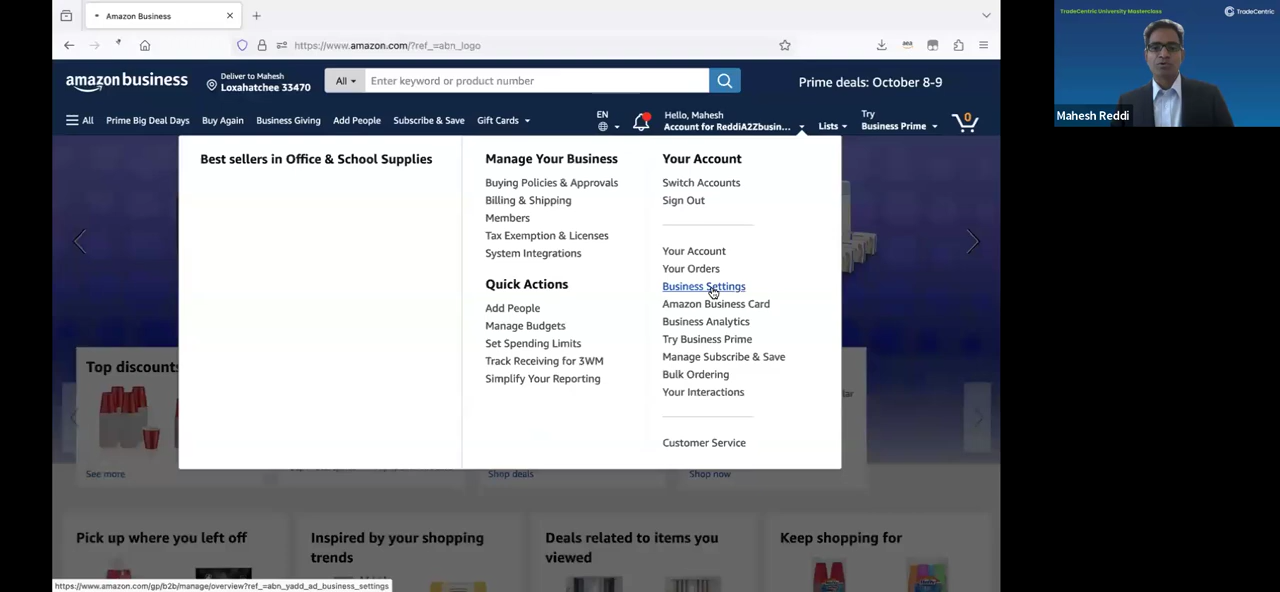 Amazon Business
https://www.amazon.com/?ref_=abn_logo
TradeCentric University Masterclass
TradeCentric
Mahesh Reddi
amazon business
Deliver to Mahesh
Loxahatchee 33470
All
Enter keyword or product number
Prime deals: October 8-9
All
Prime Big Deal Days
Buy Again
Business Giving
Add People
Subscribe & Save
Gift Cards
EN
Hello, Mahesh
Account for ReddiA2Zbusin...
Lists
Try
Business Prime
0
Best sellers in Office & School Supplies
Manage Your Business
Buying Policies & Approvals
Billing & Shipping
Members
Tax Exemption & Licenses
System Integrations
Quick Actions
Add People
Manage Budgets
Set Spending Limits
Track Receiving for 3WM
Simplify Your Reporting
Your Account
Switch Accounts
Sign Out
Your Account
Your Orders
Business Settings
Amazon Business Card
Business Analytics
Try Business Prime
Manage Subscribe & Save
Bulk Ordering
Your Interactions
Customer Service
Top discounts
See more
Shop deals
Shop now
Pick up where you left off
Inspired by your shopping
trends
Deals related to items you
viewed
Keep shopping for
https://www.amazon.com/gp/b2b/manage/overview?ref_=abn_yadd_ad_business_settings